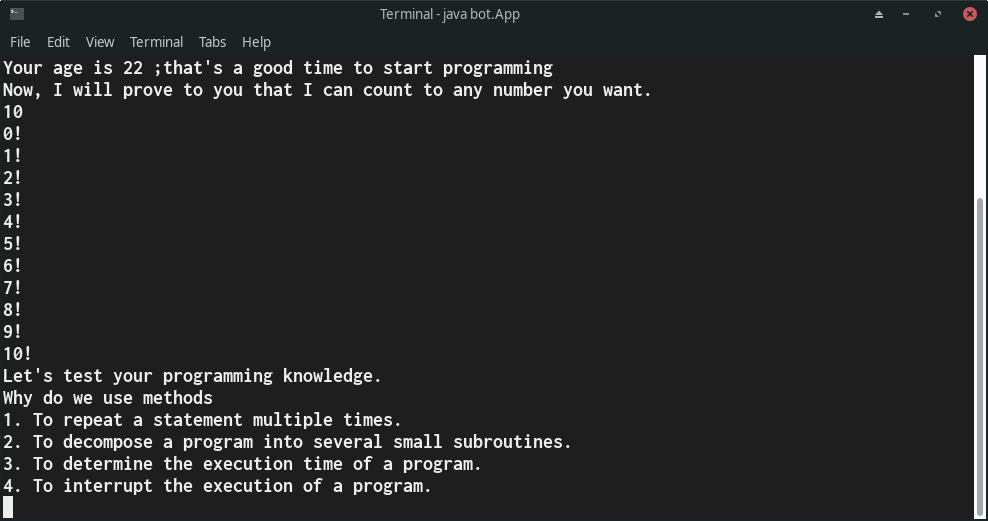 Terminal - java bot.App
File Edit View Terminal Tabs Help
Your age is 22 ;that's a good time to start programming
Now, I will prove to you that I can count to any number you want.
10
0!
1!
2!
3!
4!
5!
6!
7!
8!
9!
10!
Let's test your programming knowledge.
Why do we use methods
1. To repeat a statement multiple times.
2. To decompose a program into several small subroutines.
3. To determine the execution time of a program.
4. To interrupt the execution of a program.